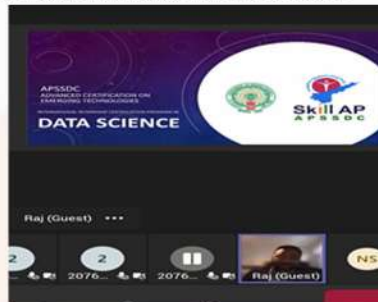 APSSDC
ADVANCED CERTIFICATION ON
EMERGING TECHNOLOGIES
DATA SCIENCE
Skill AP
APSSDC
Raj (Guest) •••
2
2
2076...
2076...
Raj (Guest)
NS